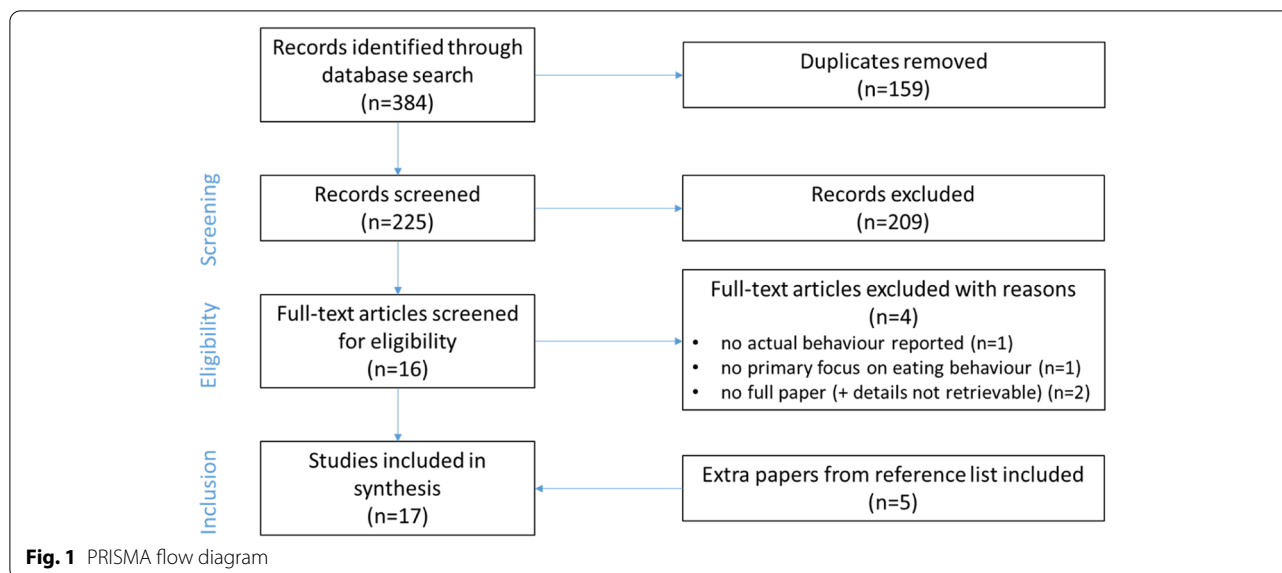 Records identified through
database search
(n=384)
Duplicates removed
(n=159)
Screening
Records screened
(n=225)
Records excluded
(n=209)
Eligibility
Full-text articles screened
for eligibility
(n=16)
Full-text articles excluded with reasons
(n=4)
• no actual behaviour reported (n=1)
• no primary focus on eating behaviour (n=1)
• no full paper (+ details not retrievable) (n=2)
Inclusion
Studies included in
synthesis
(n=17)
Extra papers from reference list included
(n=5)
Fig. 1 PRISMA flow diagram